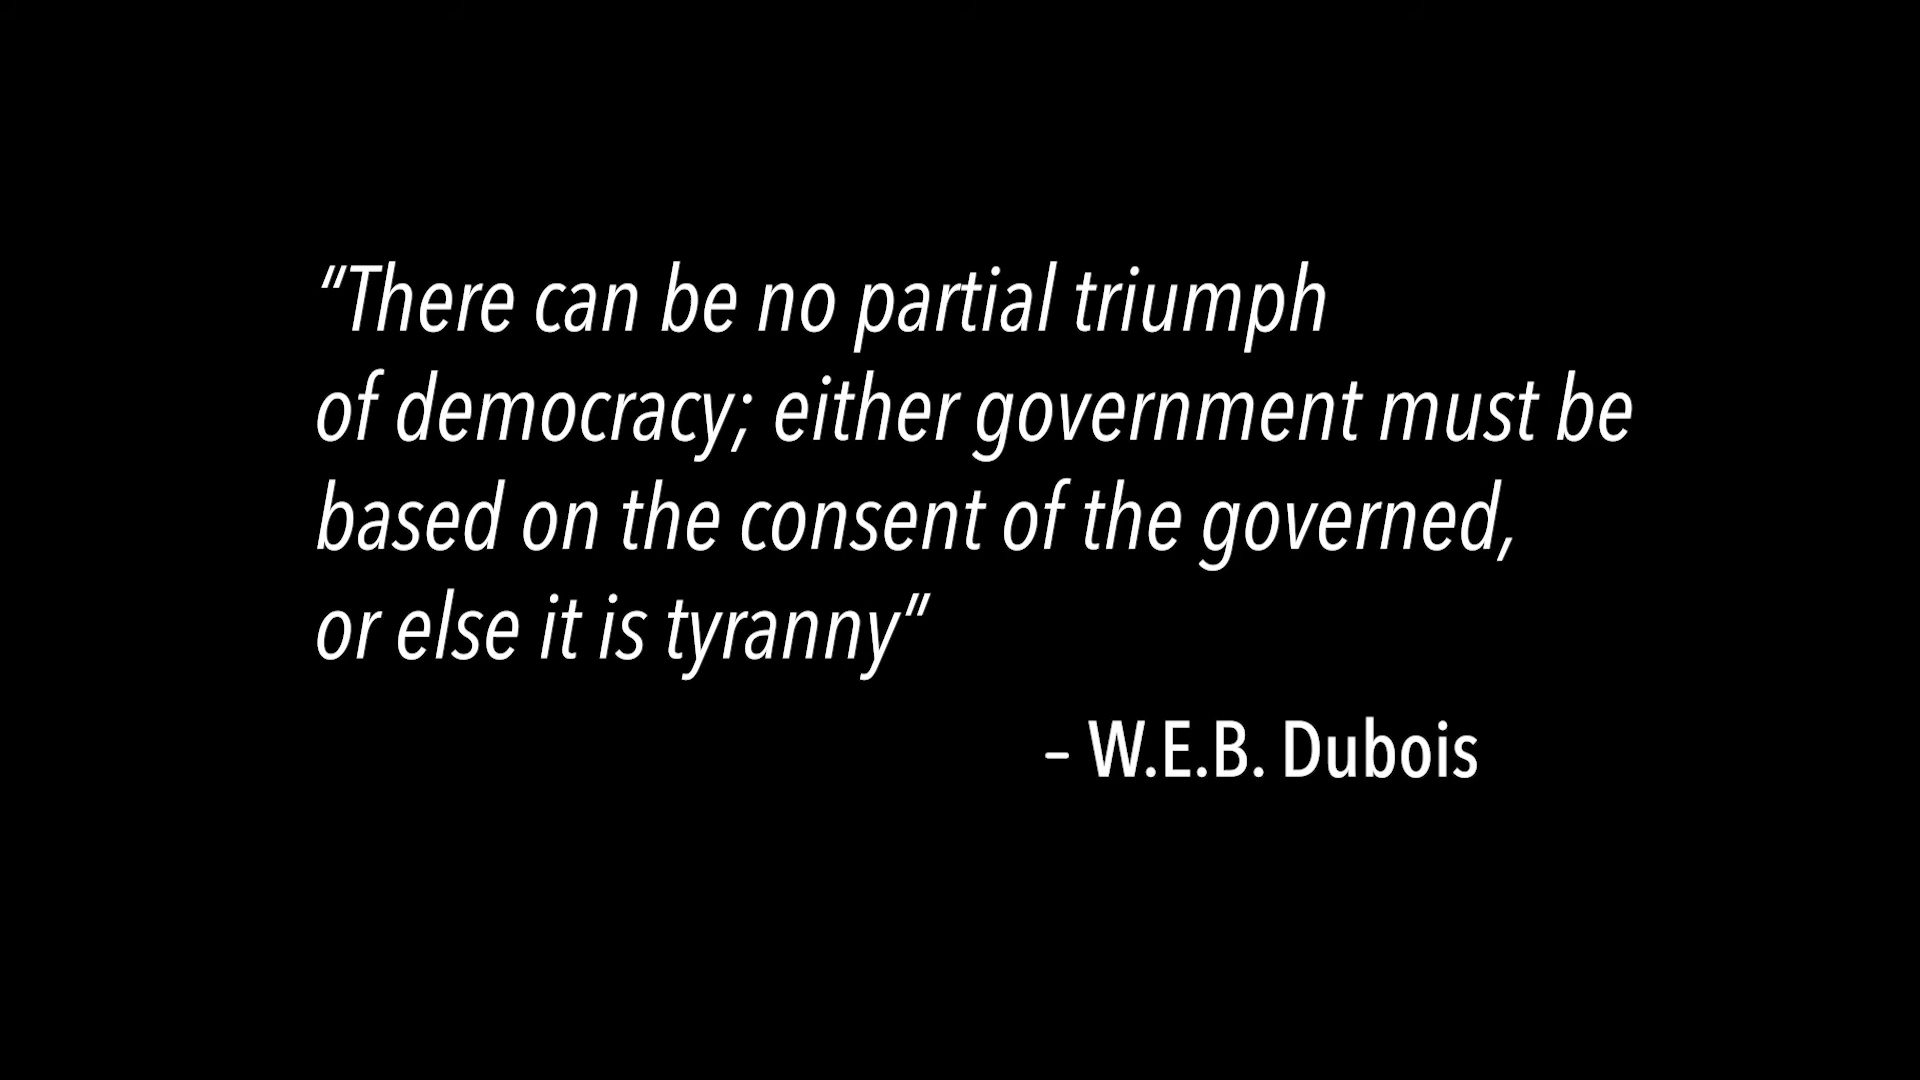 “There can be no partial triumph
of democracy; either government must be
based on the consent of the governed,
or else it is tyranny”
– W.E.B. Dubois